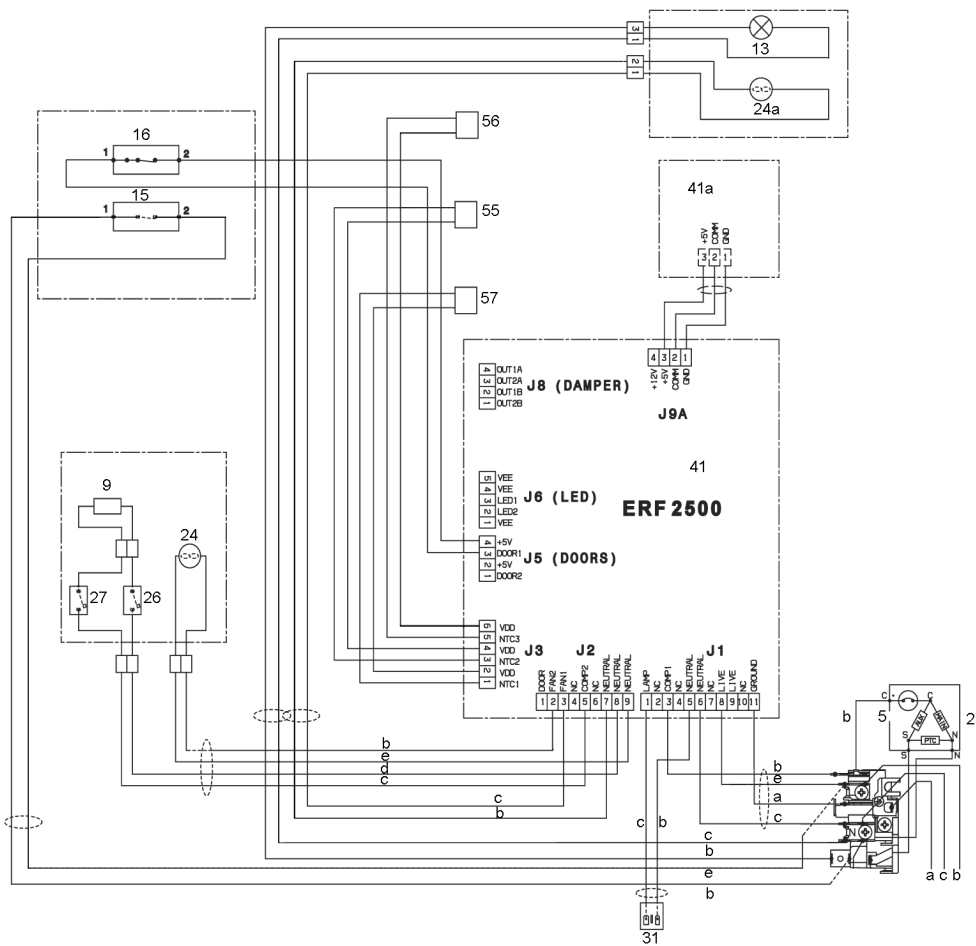 3
1
13
2
1
24a
56
16
1
2
41a
15
1
2
55
+5V
COMM
GND
3
2
1
57
4
3
2
1
+12V
+5V
COMM
GND
J9A
4 OUT1A
3 OUT2A
2 OUT1B
1 OUT2B
J8 (DAMPER)
41
ERF 2500
5 VEE
4 VEE
3 LED1
2 LED2
1 VEE
J6 (LED)
9
24
4 +5V
3 DOOR1
2 +5V
1 DOOR2
J5 (DOORS)
27
26
6 VDD
5 NTC3
4 VDD
3 NTC2
2 VDD
1 NTC1
J3
J2
J1
DOOR
FAN2
FAN1
NC
COMP2
NC
NEUTRAL
NEUTRAL
NEUTRAL
1
2
3
4
5
6
7
8
9
LAMP
NC
COMP1
NC
NEUTRAL
NEUTRAL
NC
LIVE
LIVE
NC
GROUND
1
2
3
4
5
6
7
8
9
10
11
b
5
C
C
AUX
MAIN
2
S
PTC
N
S
N
b
e
d
c
b
e
a
c
c
b
c
b
c
b
e
b
N
a
c
b
31